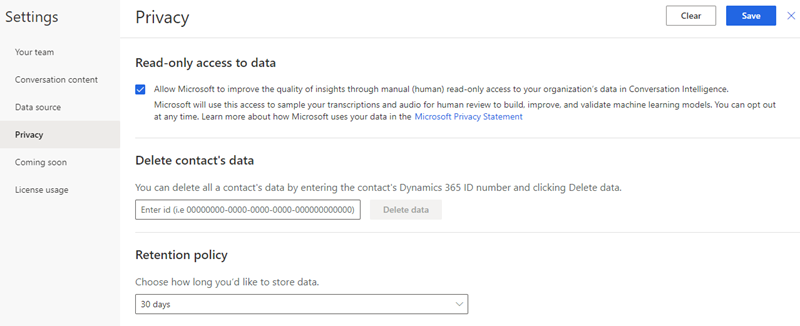 Settings
Your team
Conversation content
Data source
Privacy
Coming soon
License usage
Privacy
Clear
Save
Read-only access to data
Allow Microsoft to improve the quality of insights through manual (human) read-only access to your organization's data in Conversation Intelligence.
Microsoft will use this access to sample your transcriptions and audio for human review to build, improve, and validate machine learning models. You can opt out
at any time. Learn more about how Microsoft uses your data in the Microsoft Privacy Statement
Delete contact's data
You can delete all a contact's data by entering the contact's Dynamics 365 ID number and clicking Delete data.
Enter id (i.e 00000000-0000-0000-0000-000000000000)
Delete data
Retention policy
Choose how long you'd like to store data.
30 days